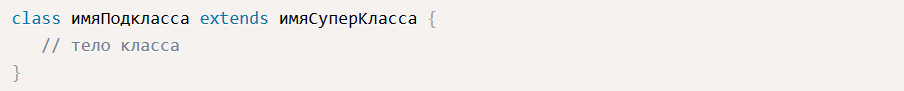 class имяПодкласса extends имяСуперКласса {
   // тело класса
}